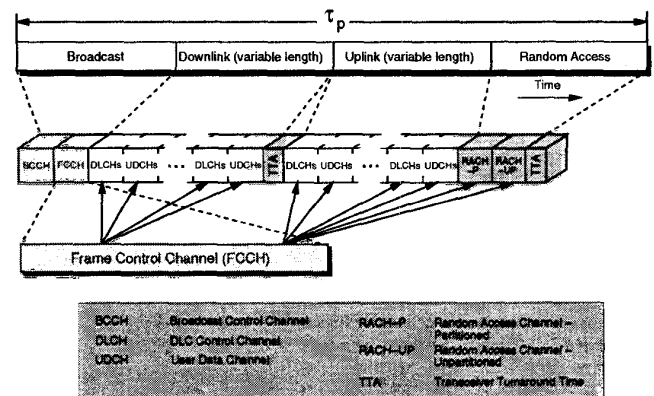 τp
Broadcast Downlink (variable length) Uplink (variable length) Random Access
Time
BCCH FCCH DLCHs UDCHs ... DLCHs UDCHs TTA DLCHs UDCHs ... DLCHs UDCHs RACH -P RACH -UP TTA
Frame Control Channel (FCCH)
BCCH Broadcast Control Channel RACH-P Random Access Channel - Partitioned
DLCH DLC Control Channel RACH-UP Random Access Channel - Unpartitioned
UDCH User Data Channel
TTA Transceiver Turnaround Time